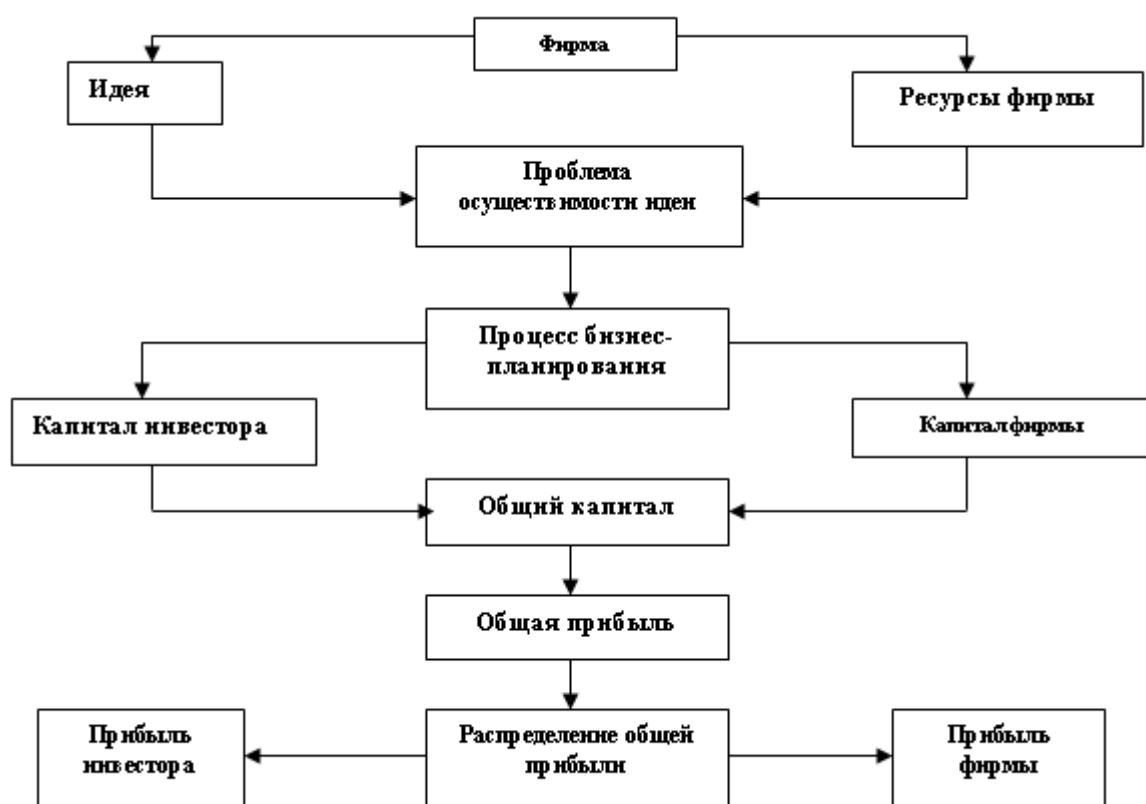 Фирма
Идея
Ресурсы фирмы
Проблема
осуществимости идеи
Процесс бизнес-
планирования
Капитал инвестора
Капитал фирмы
Общий капитал
Общая прибыль
Прибыль
инвестора
Распределение общей
прибыли
Прибыль
фирмы